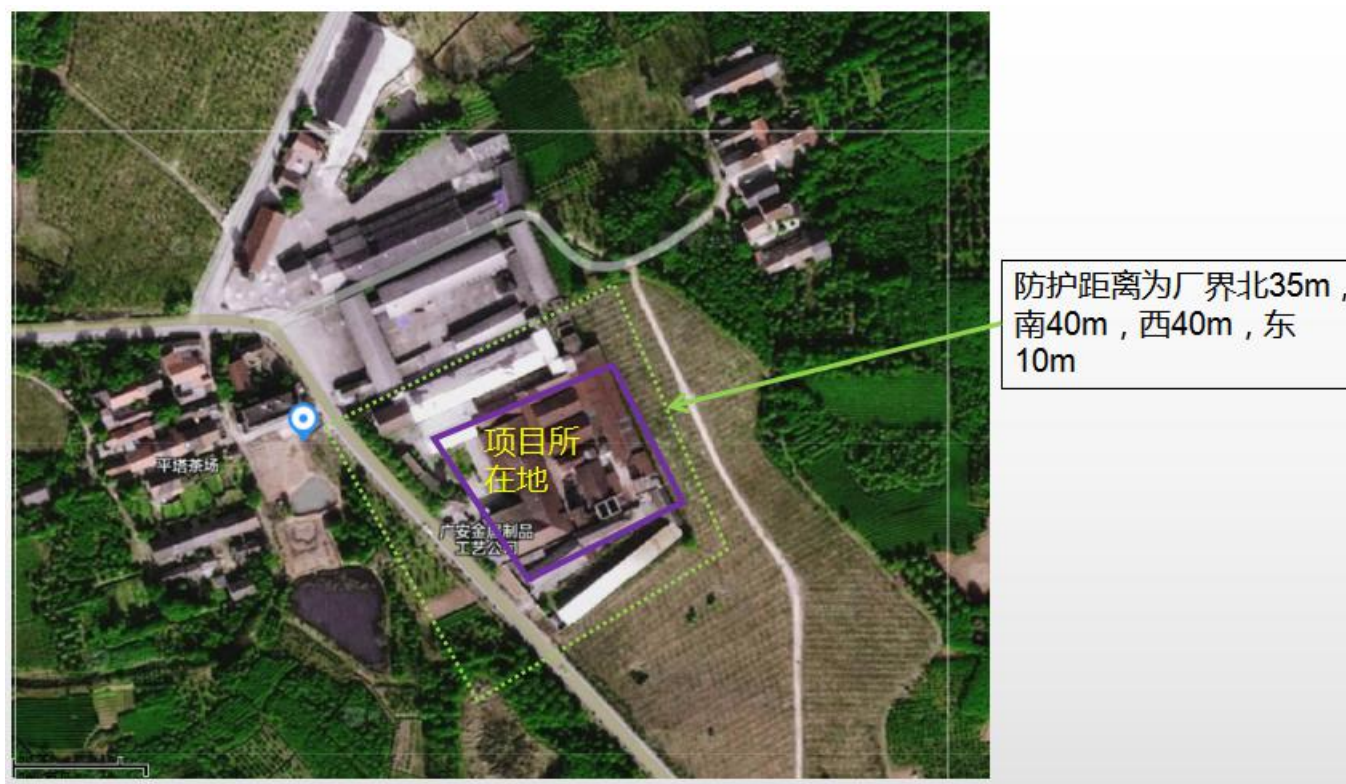 防护距离为厂界北35m，
南40m，西40m，东
10m
项目所
在地
平塔茶场
广安金属制品
工艺公司